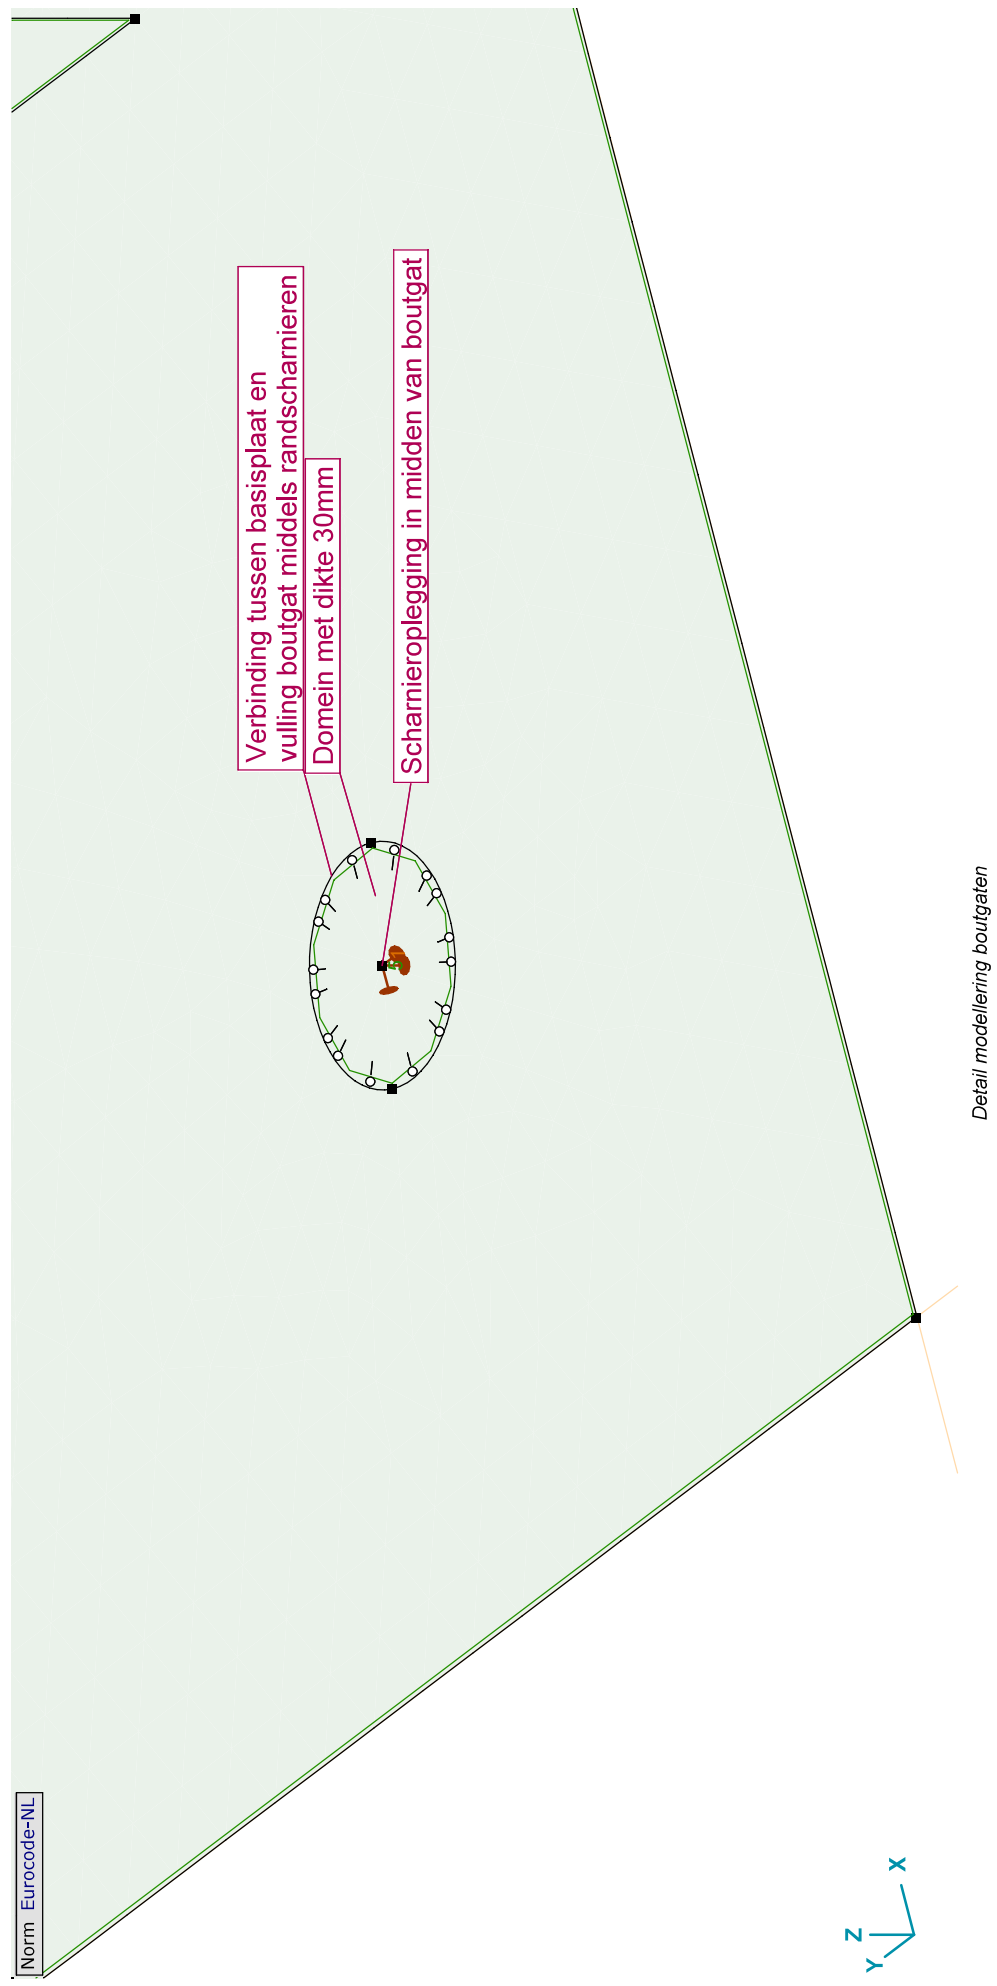 Norm Eurocode-NL
Verbinding tussen basisplaat en
vulling boutgat middels randscharnieren
Domein met dikte 30mm
Scharnieroplegging in midden van boutgat
Z
Y
X
Detail modellering boutgaten